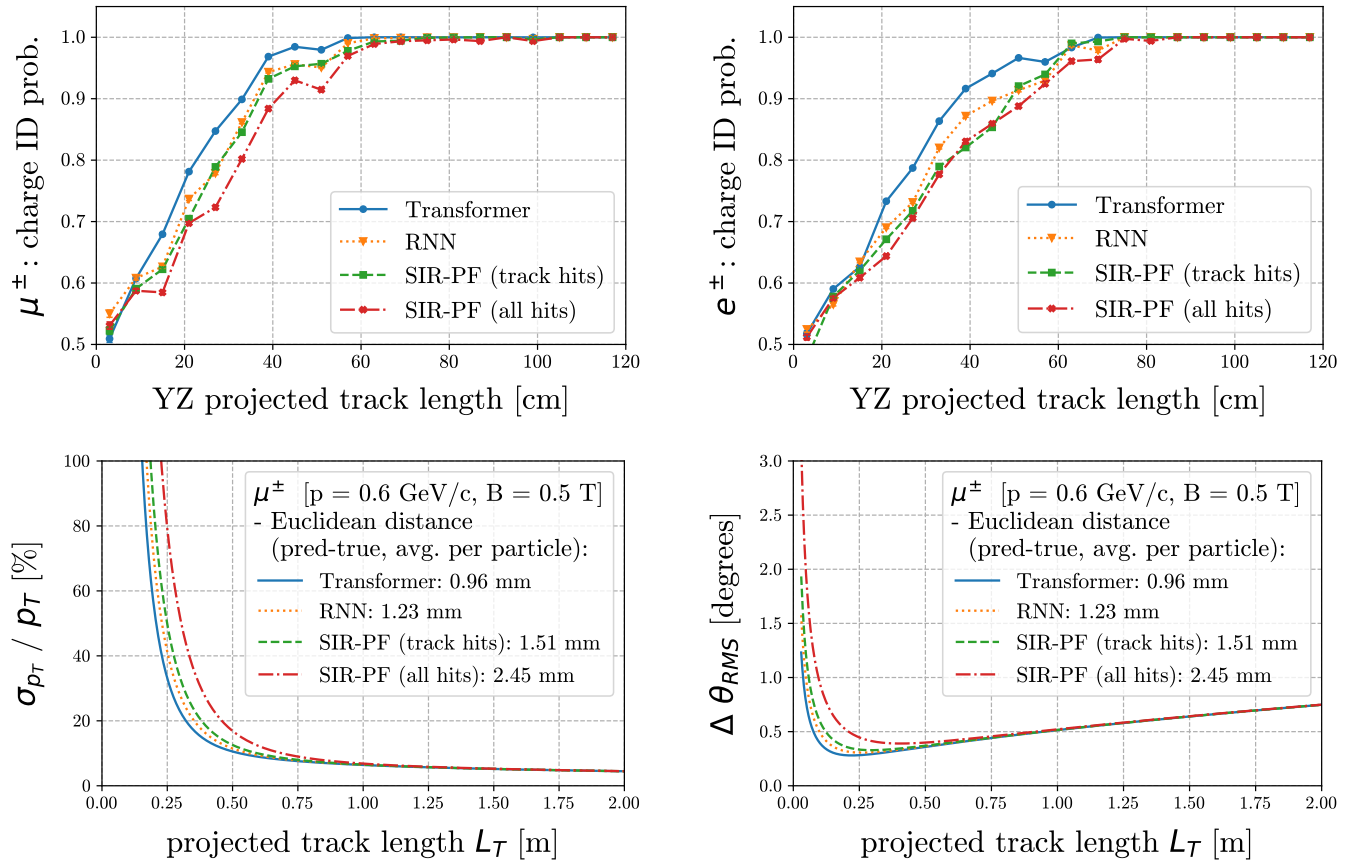 μ±: charge ID prob.
1.0
0.9
0.8
0.7
0.6
0.5
Transformer
RNN
SIR-PF (track hits)
SIR-PF (all hits)
0 20 40 60 80 100 120
YZ projected track length [cm]
e±: charge ID prob.
1.0
0.9
0.8
0.7
0.6
0.5
Transformer
RNN
SIR-PF (track hits)
SIR-PF (all hits)
0 20 40 60 80 100 120
YZ projected track length [cm]
σ_{p_T} / p_T [%]
100
80
60
40
20
0
μ± [p = 0.6 GeV/c, B = 0.5 T]
- Euclidean distance
(pred-true, avg. per particle):
Transformer: 0.96 mm
RNN: 1.23 mm
SIR-PF (track hits): 1.51 mm
SIR-PF (all hits): 2.45 mm
0.00 0.25 0.50 0.75 1.00 1.25 1.50 1.75 2.00
projected track length L_T [m]
Δ θ_{RMS} [degrees]
3.0
2.5
2.0
1.5
1.0
0.5
0.0
μ± [p = 0.6 GeV/c, B = 0.5 T]
- Euclidean distance
(pred-true, avg. per particle):
Transformer: 0.96 mm
RNN: 1.23 mm
SIR-PF (track hits): 1.51 mm
SIR-PF (all hits): 2.45 mm
0.00 0.25 0.50 0.75 1.00 1.25 1.50 1.75 2.00
projected track length L_T [m]